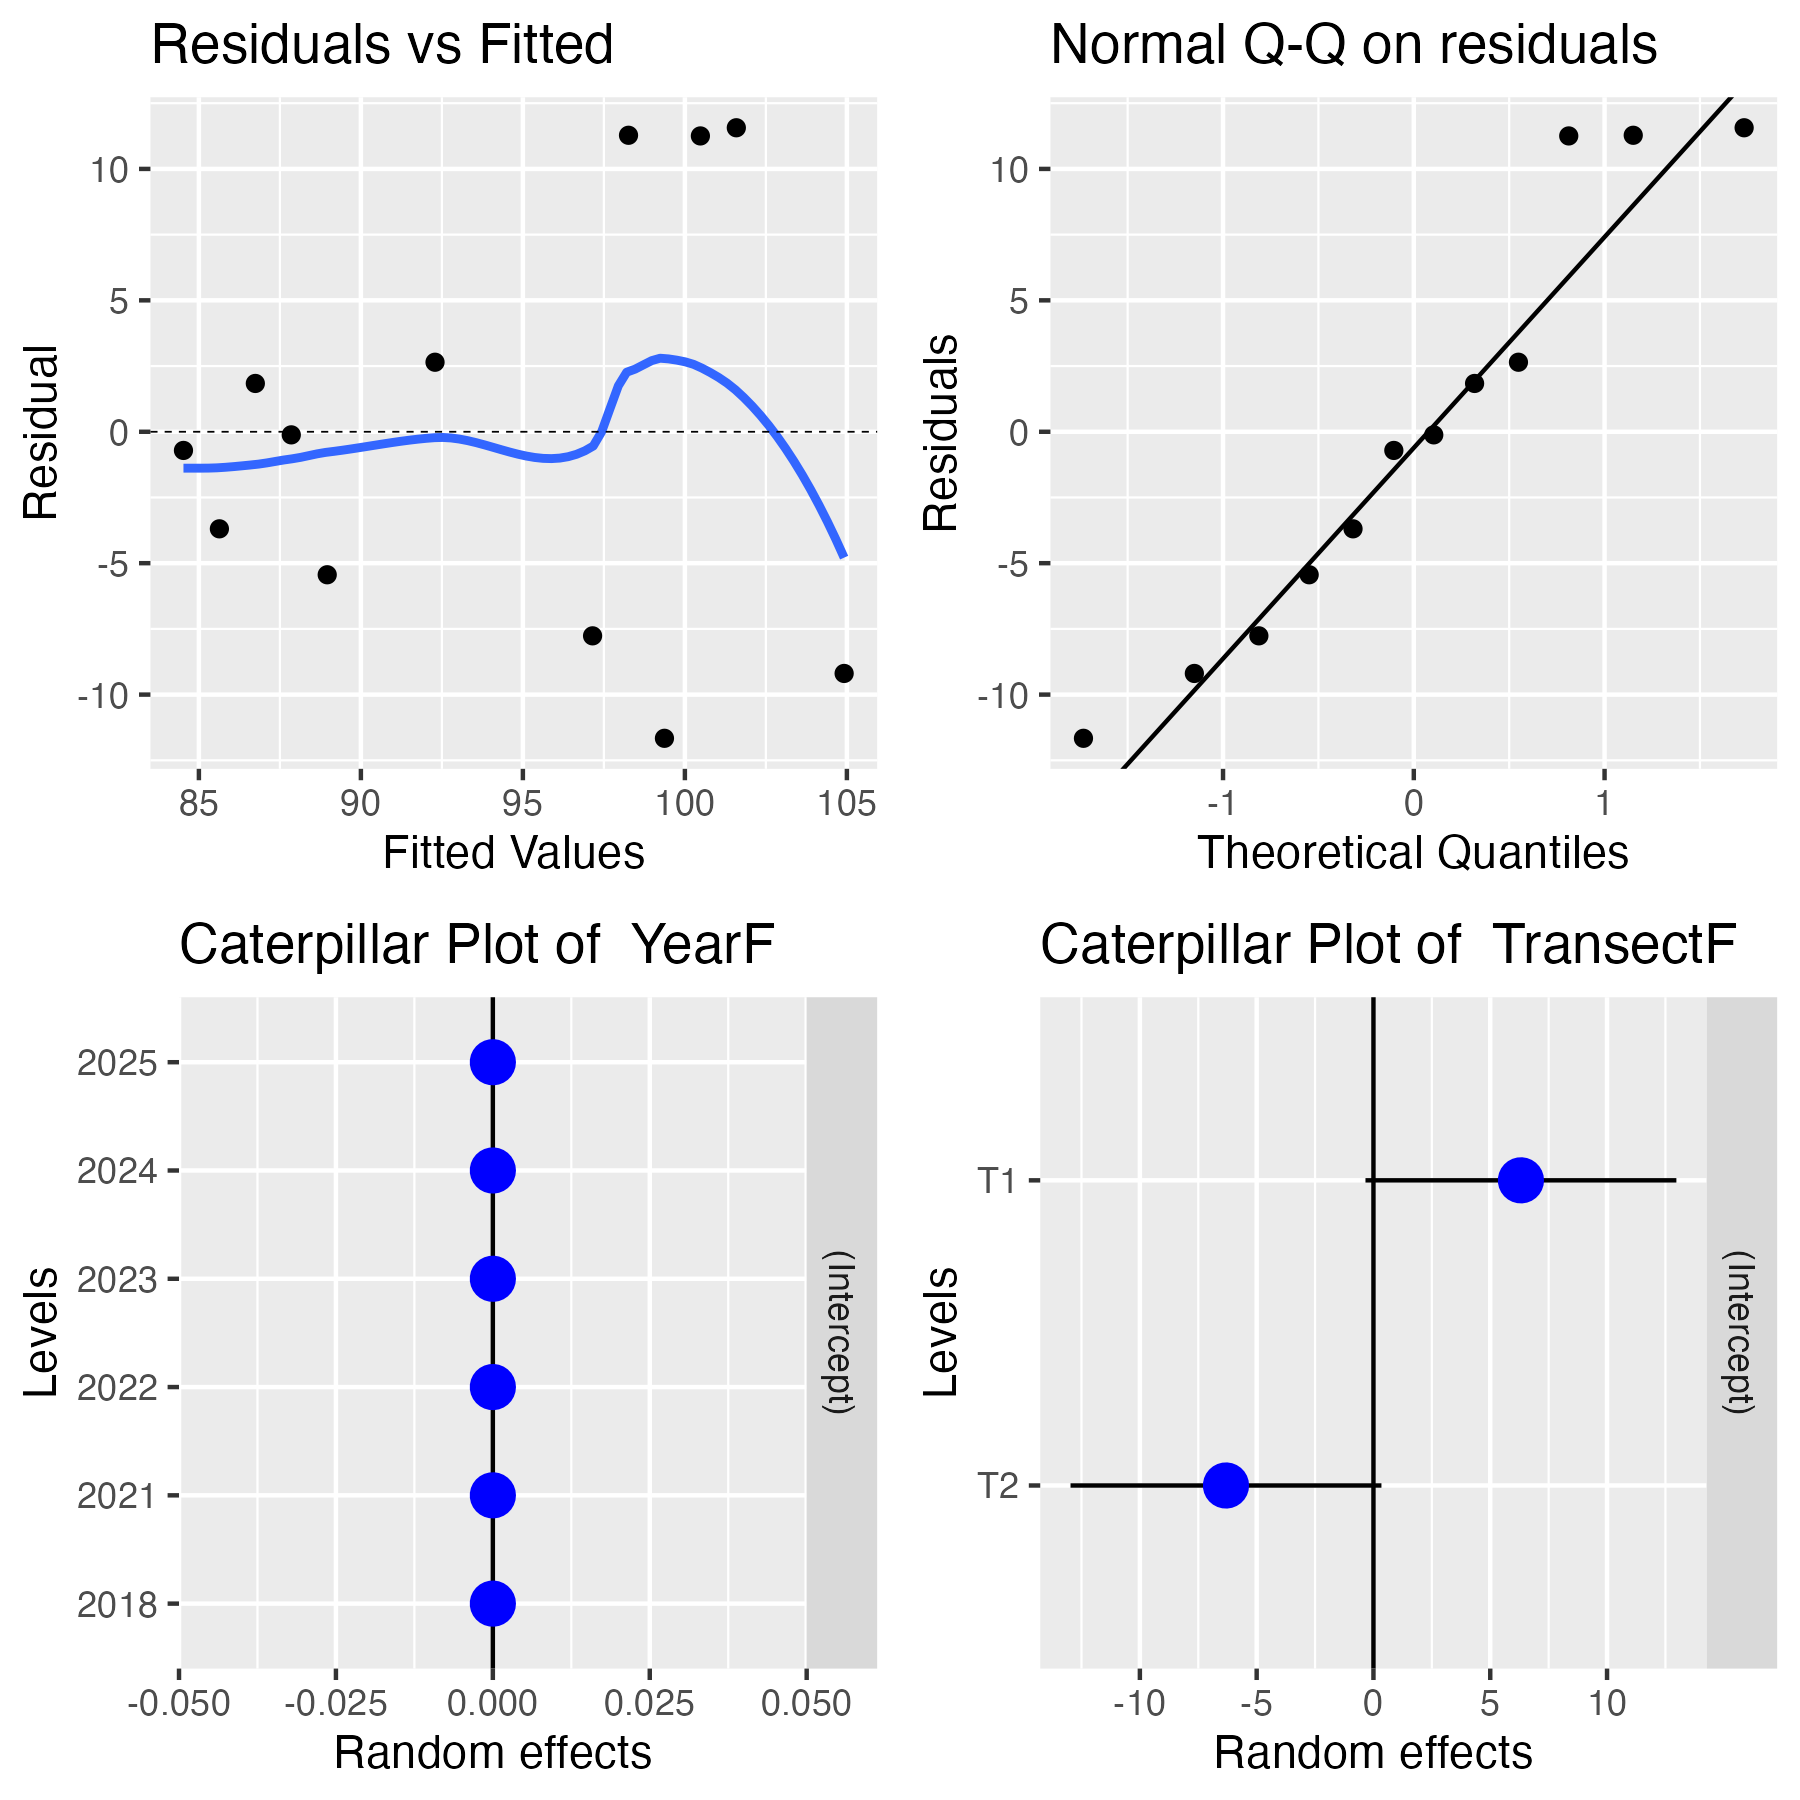 Residuals vs Fitted
10
5
0
-5
-10
Residual
85
90
95
100
105
Fitted Values
Normal Q-Q on residuals
10
5
0
-5
-10
Residuals
-1
0
1
Theoretical Quantiles
Caterpillar Plot of  YearF
2025
2024
2023
2022
2021
2018
Levels
(Intercept)
-0.050
-0.025
0.000
0.025
0.050
Random effects
Caterpillar Plot of  TransectF
T1
T2
Levels
(Intercept)
-10
-5
0
5
10
Random effects